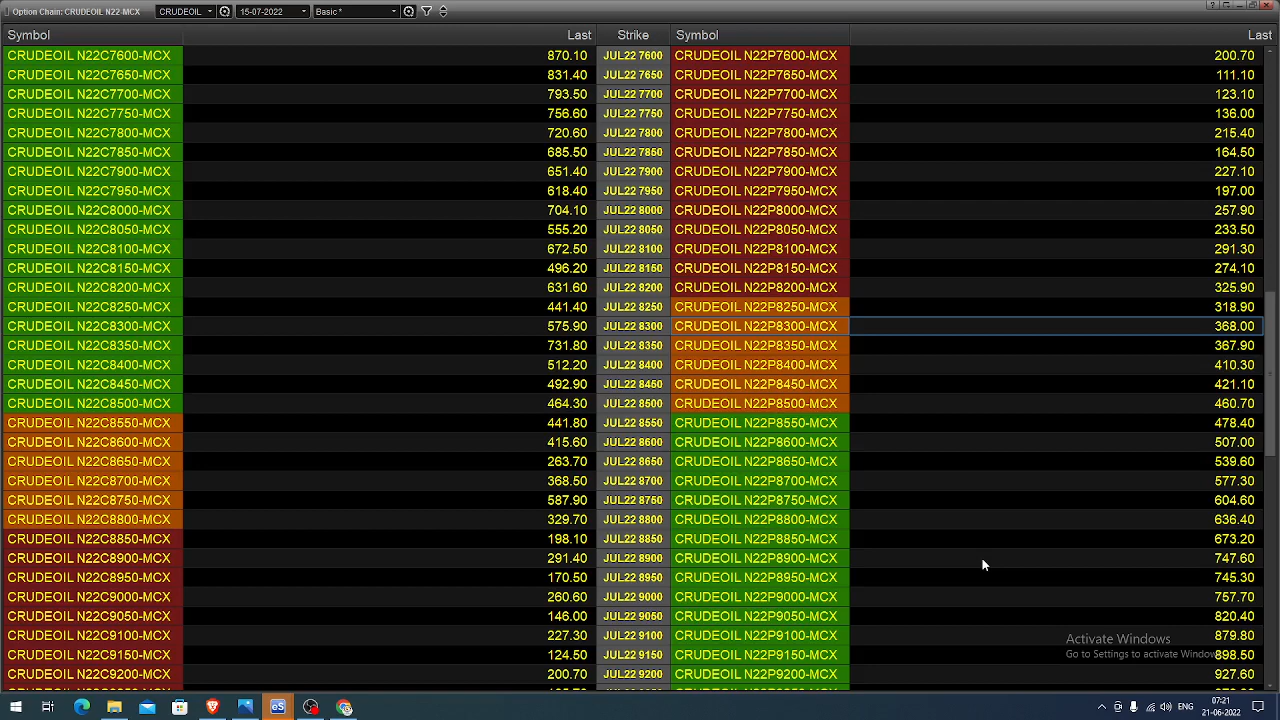 Option Chain: CRUDEOIL N22-MCX CRUDEOIL 15-07-2022 Basic*
Symbol Last Strike Symbol Last
CRUDEOIL N22C7600-MCX 870.10 JUL22 7600 CRUDEOIL N22P7600-MCX 200.70
CRUDEOIL N22C7650-MCX 831.40 JUL22 7650 CRUDEOIL N22P7650-MCX 111.10
CRUDEOIL N22C7700-MCX 793.50 JUL22 7700 CRUDEOIL N22P7700-MCX 123.10
CRUDEOIL N22C7750-MCX 756.60 JUL22 7750 CRUDEOIL N22P7750-MCX 136.00
CRUDEOIL N22C7800-MCX 720.60 JUL22 7800 CRUDEOIL N22P7800-MCX 215.40
CRUDEOIL N22C7850-MCX 685.50 JUL22 7850 CRUDEOIL N22P7850-MCX 164.50
CRUDEOIL N22C7900-MCX 651.40 JUL22 7900 CRUDEOIL N22P7900-MCX 227.10
CRUDEOIL N22C7950-MCX 618.40 JUL22 7950 CRUDEOIL N22P7950-MCX 197.00
CRUDEOIL N22C8000-MCX 704.10 JUL22 8000 CRUDEOIL N22P8000-MCX 257.90
CRUDEOIL N22C8050-MCX 555.20 JUL22 8050 CRUDEOIL N22P8050-MCX 233.50
CRUDEOIL N22C8100-MCX 672.50 JUL22 8100 CRUDEOIL N22P8100-MCX 291.30
CRUDEOIL N22C8150-MCX 496.20 JUL22 8150 CRUDEOIL N22P8150-MCX 274.10
CRUDEOIL N22C8200-MCX 631.60 JUL22 8200 CRUDEOIL N22P8200-MCX 325.90
CRUDEOIL N22C8250-MCX 441.40 JUL22 8250 CRUDEOIL N22P8250-MCX 318.90
CRUDEOIL N22C8300-MCX 575.90 JUL22 8300 CRUDEOIL N22P8300-MCX 368.00
CRUDEOIL N22C8350-MCX 731.80 JUL22 8350 CRUDEOIL N22P8350-MCX 367.90
CRUDEOIL N22C8400-MCX 512.20 JUL22 8400 CRUDEOIL N22P8400-MCX 410.30
CRUDEOIL N22C8450-MCX 492.90 JUL22 8450 CRUDEOIL N22P8450-MCX 421.10
CRUDEOIL N22C8500-MCX 464.30 JUL22 8500 CRUDEOIL N22P8500-MCX 460.70
CRUDEOIL N22C8550-MCX 441.80 JUL22 8550 CRUDEOIL N22P8550-MCX 478.40
CRUDEOIL N22C8600-MCX 415.60 JUL22 8600 CRUDEOIL N22P8600-MCX 507.00
CRUDEOIL N22C8650-MCX 263.70 JUL22 8650 CRUDEOIL N22P8650-MCX 539.60
CRUDEOIL N22C8700-MCX 368.50 JUL22 8700 CRUDEOIL N22P8700-MCX 577.30
CRUDEOIL N22C8750-MCX 587.90 JUL22 8750 CRUDEOIL N22P8750-MCX 604.60
CRUDEOIL N22C8800-MCX 329.70 JUL22 8800 CRUDEOIL N22P8800-MCX 636.40
CRUDEOIL N22C8850-MCX 198.10 JUL22 8850 CRUDEOIL N22P8850-MCX 673.20
CRUDEOIL N22C8900-MCX 291.40 JUL22 8900 CRUDEOIL N22P8900-MCX 747.60
CRUDEOIL N22C8950-MCX 170.50 JUL22 8950 CRUDEOIL N22P8950-MCX 745.30
CRUDEOIL N22C9000-MCX 260.60 JUL22 9000 CRUDEOIL N22P9000-MCX 757.70
CRUDEOIL N22C9050-MCX 146.00 JUL22 9050 CRUDEOIL N22P9050-MCX 820.40
CRUDEOIL N22C9100-MCX 227.30 JUL22 9100 CRUDEOIL N22P9100-MCX 879.80
Activate Windows
CRUDEOIL N22C9150-MCX 124.50 JUL22 9150 CRUDEOIL N22P9150-MCX 898.50
Go to Settings to activate Windows
CRUDEOIL N22C9200-MCX 200.70 JUL22 9200 CRUDEOIL N22P9200-MCX 927.60
eS ENG 07:21
21-06-2022